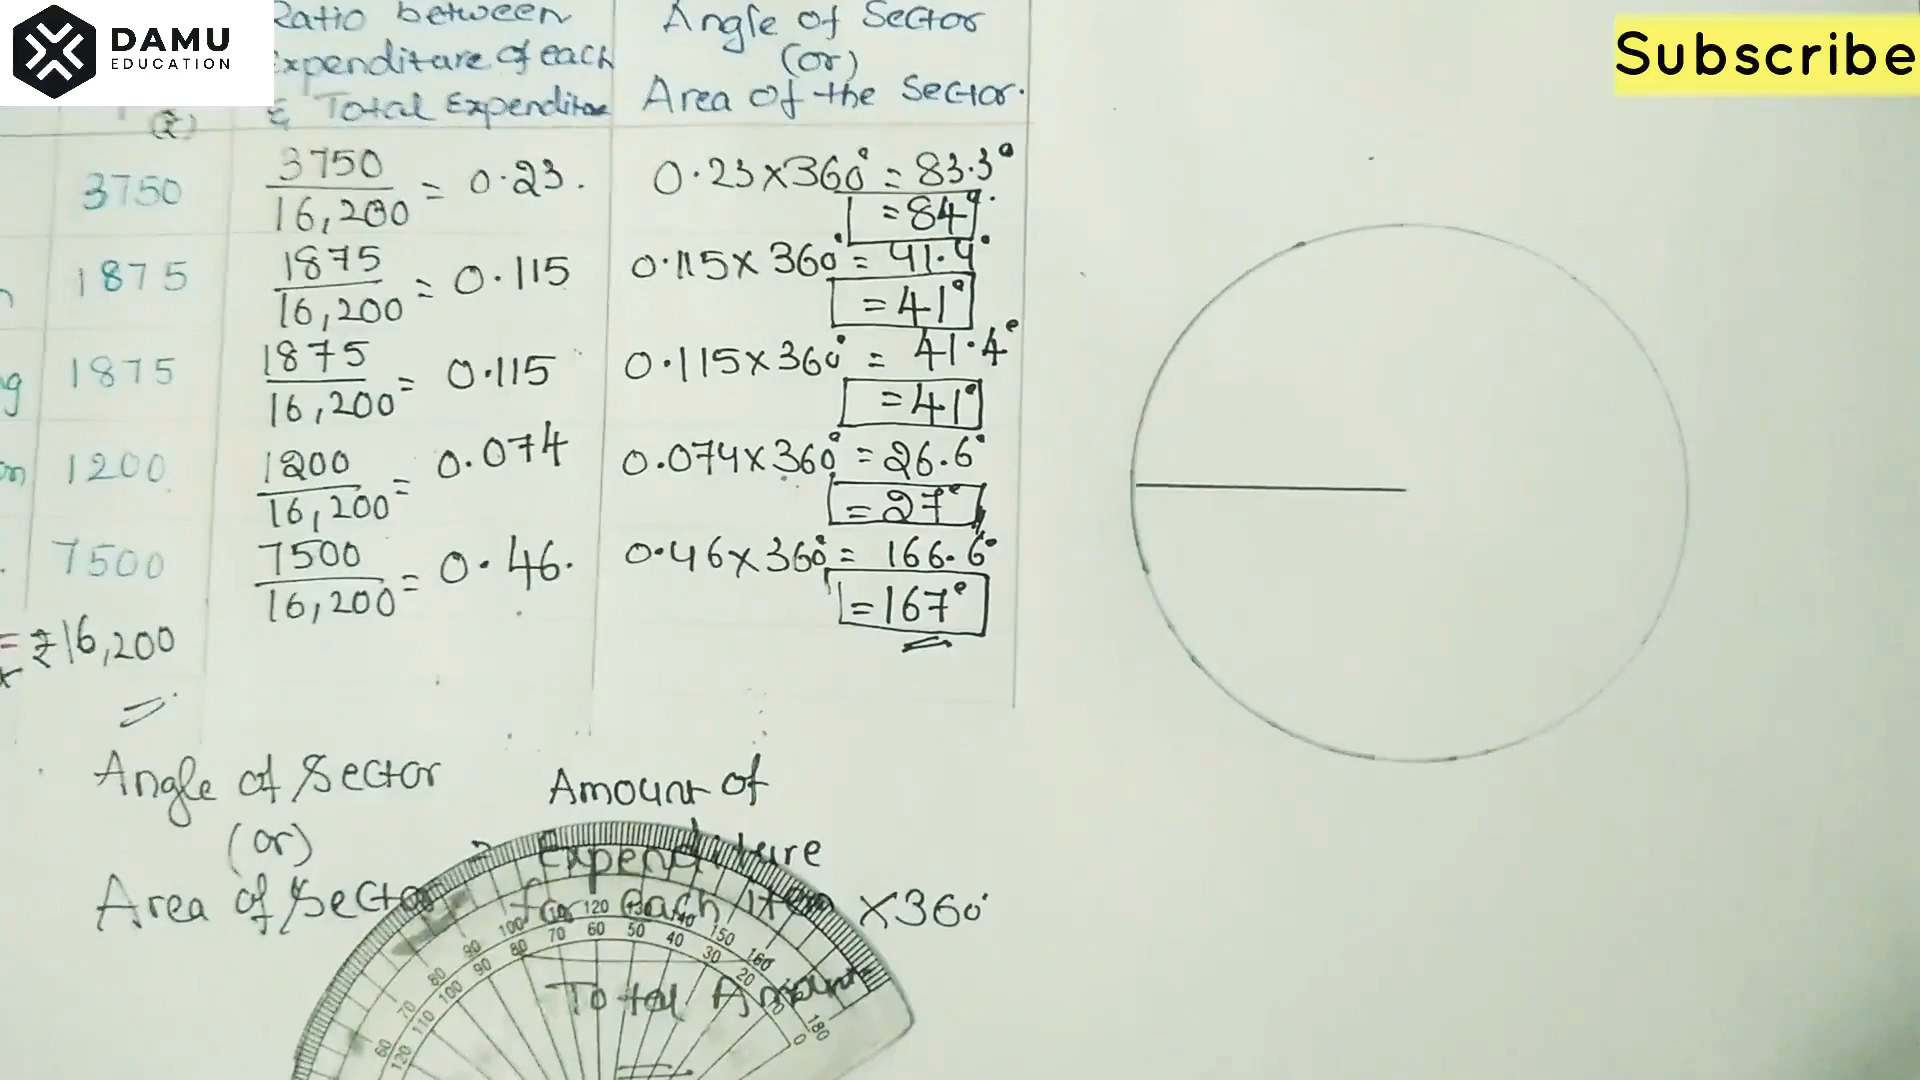 DAMU
EDUCATION
Subscribe
Ratio between
Expenditure of each
& Total Expenditure
Angle of Sector
(or)
Area of the Sector.
(₹)
3750
3750/16,200 = 0.23.
0.23×360° = 83.3°
=84°.
1875
1875/16,200 = 0.115
0.115×360° = 41.4°
=41°
1875
1875/16,200 = 0.115
0.115×360° = 41.4°
=41°
1200
1200/16,200 = 0.074
0.074×360° = 26.6°
=27°
7500
7500/16,200 = 0.46.
0.46×360° = 166.6°
=167°
= ₹16,200
Angle of Sector
(or)
Area of Sector
Amount of
Expenditure
for each item ×360°
Total Amount